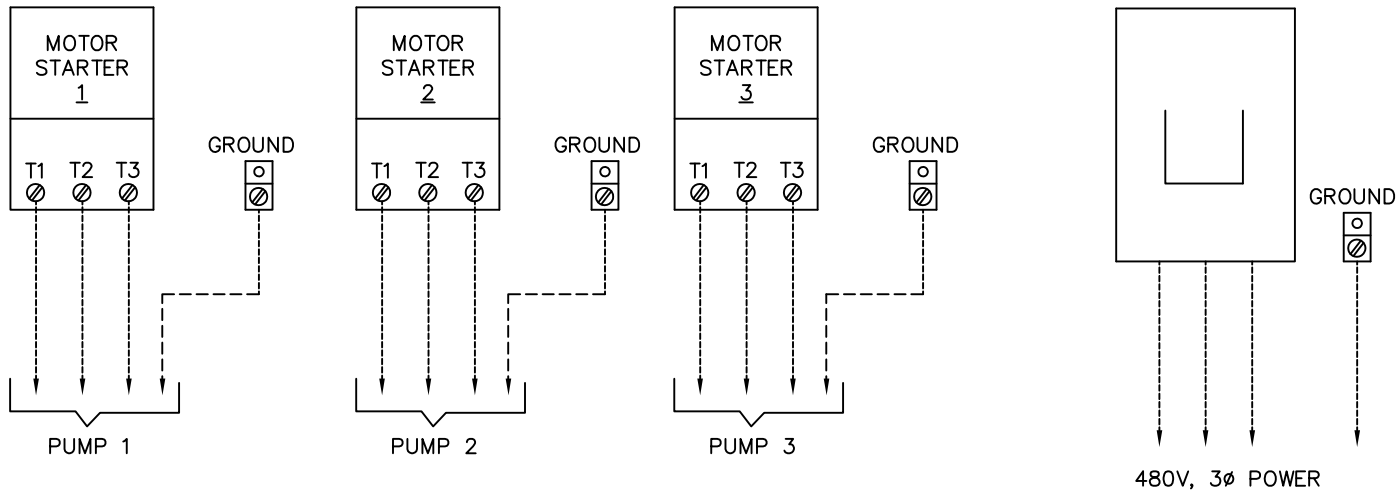 MOTOR
STARTER
1
T1 T2 T3
GROUND
PUMP 1
MOTOR
STARTER
2
T1 T2 T3
GROUND
PUMP 2
MOTOR
STARTER
3
T1 T2 T3
GROUND
PUMP 3
GROUND
480V, 3ø POWER